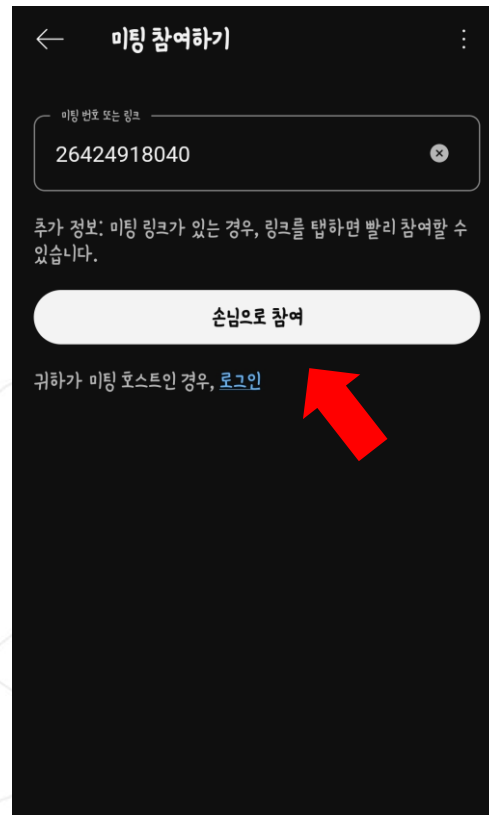 미팅 참여하기
미팅 번호 또는 링크
26424918040
추가 정보: 미팅 링크가 있는 경우, 링크를 탭하면 빨리 참여할 수
있습니다.
손님으로 참여
귀하가 미팅 호스트인 경우, 로그인